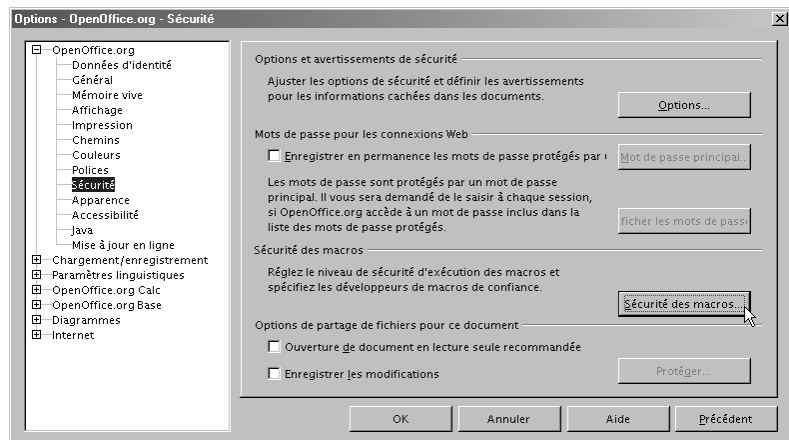 Options - OpenOffice.org - Sécurité
OpenOffice.org
Données d'identité
Général
Mémoire vive
Affichage
Impression
Chemins
Couleurs
Polices
Sécurité
Apparence
Accessibilité
Java
Mise à jour en ligne
Chargement/enregistrement
Paramètres linguistiques
OpenOffice.org Calc
OpenOffice.org Base
Diagrammes
Internet
Options et avertissements de sécurité
Ajuster les options de sécurité et définir les avertissements
pour les informations cachées dans les documents.
Options...
Mots de passe pour les connexions Web
Enregistrer en permanence les mots de passe protégés par
Mot de passe principal..
Les mots de passe sont protégés par un mot de passe
principal. Il vous sera demandé de le saisir à chaque session,
si OpenOffice.org accède à un mot de passe inclus dans la
liste des mots de passe protégés.
ficher les mots de passe
Sécurité des macros
Réglez le niveau de sécurité d'exécution des macros et
spécifiez les développeurs de macros de confiance.
Sécurité des macros...
Options de partage de fichiers pour ce document
Ouverture de document en lecture seule recommandée
Enregistrer les modifications
Protéger...
OK
Annuler
Aide
Précédent